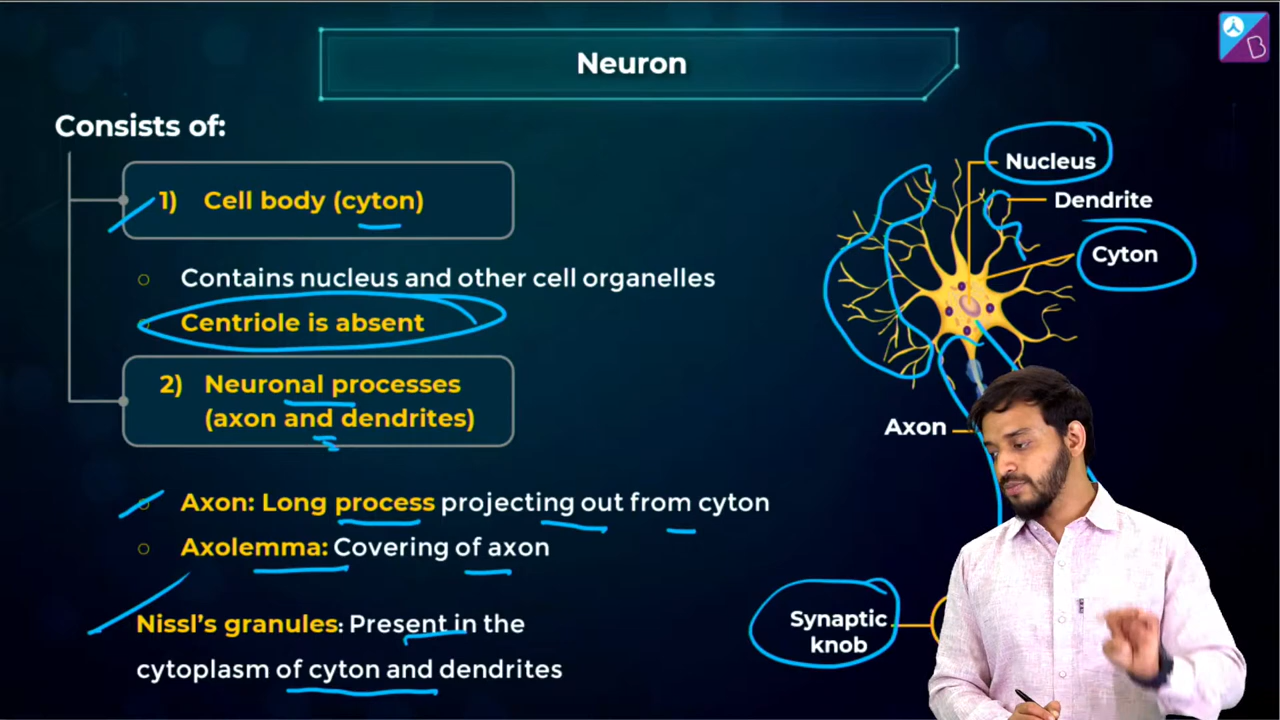 Neuron
Consists of:
1) Cell body (cyton)
Contains nucleus and other cell organelles
Centriole is absent
2) Neuronal processes
(axon and dendrites)
Axon: Long process projecting out from cyton
Axolemma: Covering of axon
Nissl's granules: Present in the
cytoplasm of cyton and dendrites
Nucleus
Dendrite
Cyton
Axon
Synaptic
knob
B